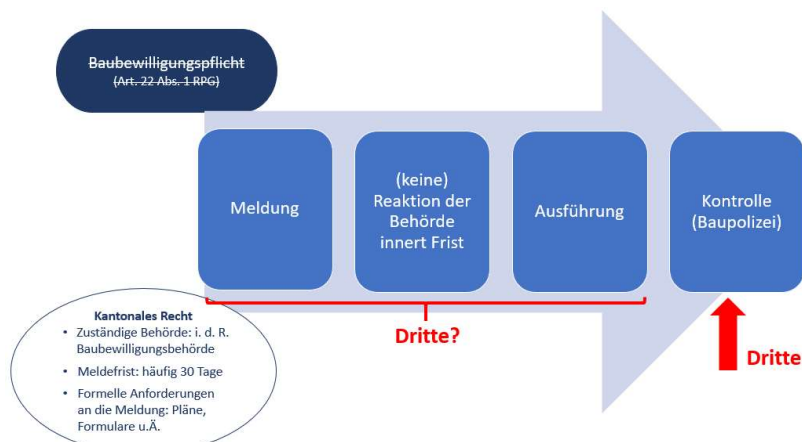 Baubewilligungspflicht
(Art. 22 Abs. 1 RPG)
Meldung
(keine)
Reaktion der
Behörde
innert Frist
Ausführung
Kontrolle
(Baupolizei)
Dritte?
Dritte
Kantonales Recht
• Zuständige Behörde: i. d. R.
Baubewilligungsbehörde
• Meldefrist: häufig 30 Tage
• Formelle Anforderungen
an die Meldung: Pläne,
Formulare u.Ä.